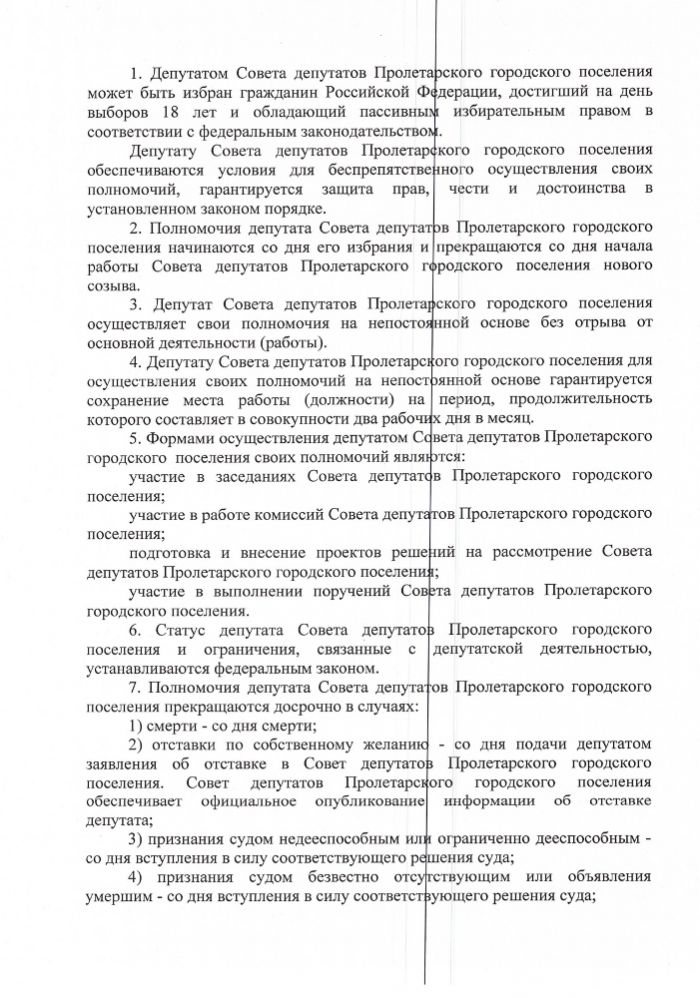 1. Депутатом Совета депутатов Пролетарского городского поселения
может быть избран гражданин Российской Федерации, достигший на день
выборов 18 лет и обладающий пассивным избирательным правом в
соответствии с федеральным законодательством.
Депутату Совета депутатов Пролетарского городского поселения
обеспечиваются условия для беспрепятственного осуществления своих
полномочий, гарантируется защита прав, чести и достоинства в
установленном законом порядке.
2. Полномочия депутата Совета депутатов Пролетарского городского
поселения начинаются со дня его избрания и прекращаются со дня начала
работы Совета депутатов Пролетарского городского поселения нового
созыва.
3. Депутат Совета депутатов Пролетарского городского поселения
осуществляет свои полномочия на непостоянной основе без отрыва от
основной деятельности (работы).
4. Депутату Совета депутатов Пролетарского городского поселения для
осуществления своих полномочий на непостоянной основе гарантируется
сохранение места работы (должности) на период, продолжительность
которого составляет в совокупности два рабочих дня в месяц.
5. Формами осуществления депутатом Совета депутатов Пролетарского
городского поселения своих полномочий являются:
участие в заседаниях Совета депутатов Пролетарского городского
поселения;
участие в работе комиссий Совета депутатов Пролетарского городского
поселения;
подготовка и внесение проектов решений на рассмотрение Совета
депутатов Пролетарского городского поселения;
участие в выполнении поручений Совета депутатов Пролетарского
городского поселения.
6. Статус депутата Совета депутатов Пролетарского городского
поселения и ограничения, связанные с депутатской деятельностью,
устанавливаются федеральным законом.
7. Полномочия депутата Совета депутатов Пролетарского городского
поселения прекращаются досрочно в случаях:
1) смерти - со дня смерти;
2) отставки по собственному желанию - со дня подачи депутатом
заявления об отставке в Совет депутатов Пролетарского городского
поселения. Совет депутатов Пролетарского городского поселения
обеспечивает официальное опубликование информации об отставке
депутата;
3) признания судом недееспособным или ограниченно дееспособным -
со дня вступления в силу соответствующего решения суда;
4) признания судом безвестно отсутствующим или объявления
умершим - со дня вступления в силу соответствующего решения суда;